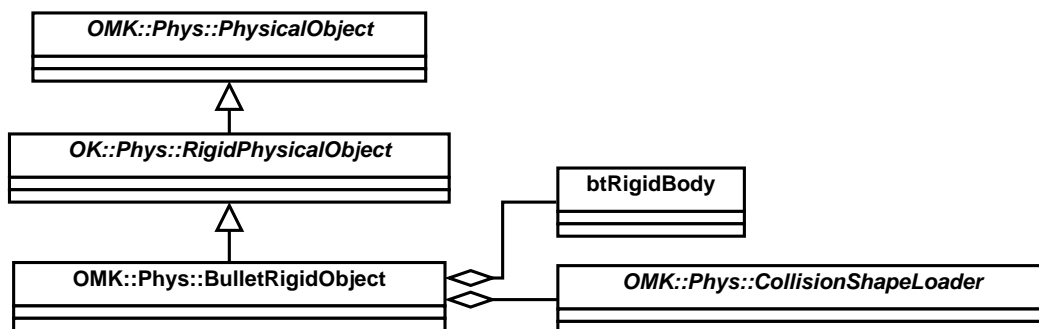 OMK::Phys::PhysicalObject
OK::Phys::RigidPhysicalObject
btRigidBody
OMK::Phys::BulletRigidObject
OMK::Phys::CollisionShapeLoader